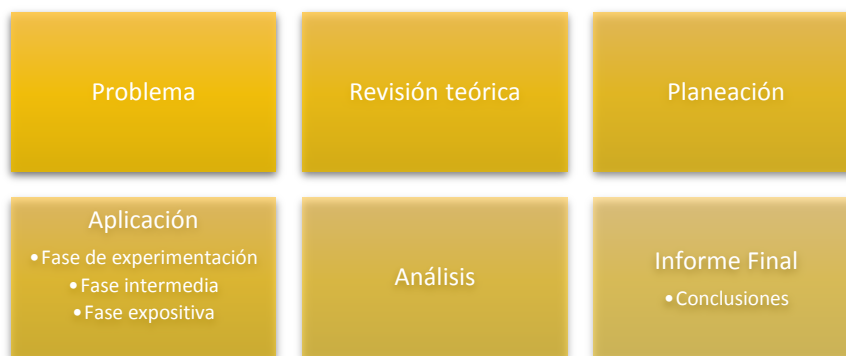 Problema
Revisión teórica
Planeación
Aplicación
•Fase de experimentación
•Fase intermedia
•Fase expositiva
Análisis
Informe Final
•Conclusiones